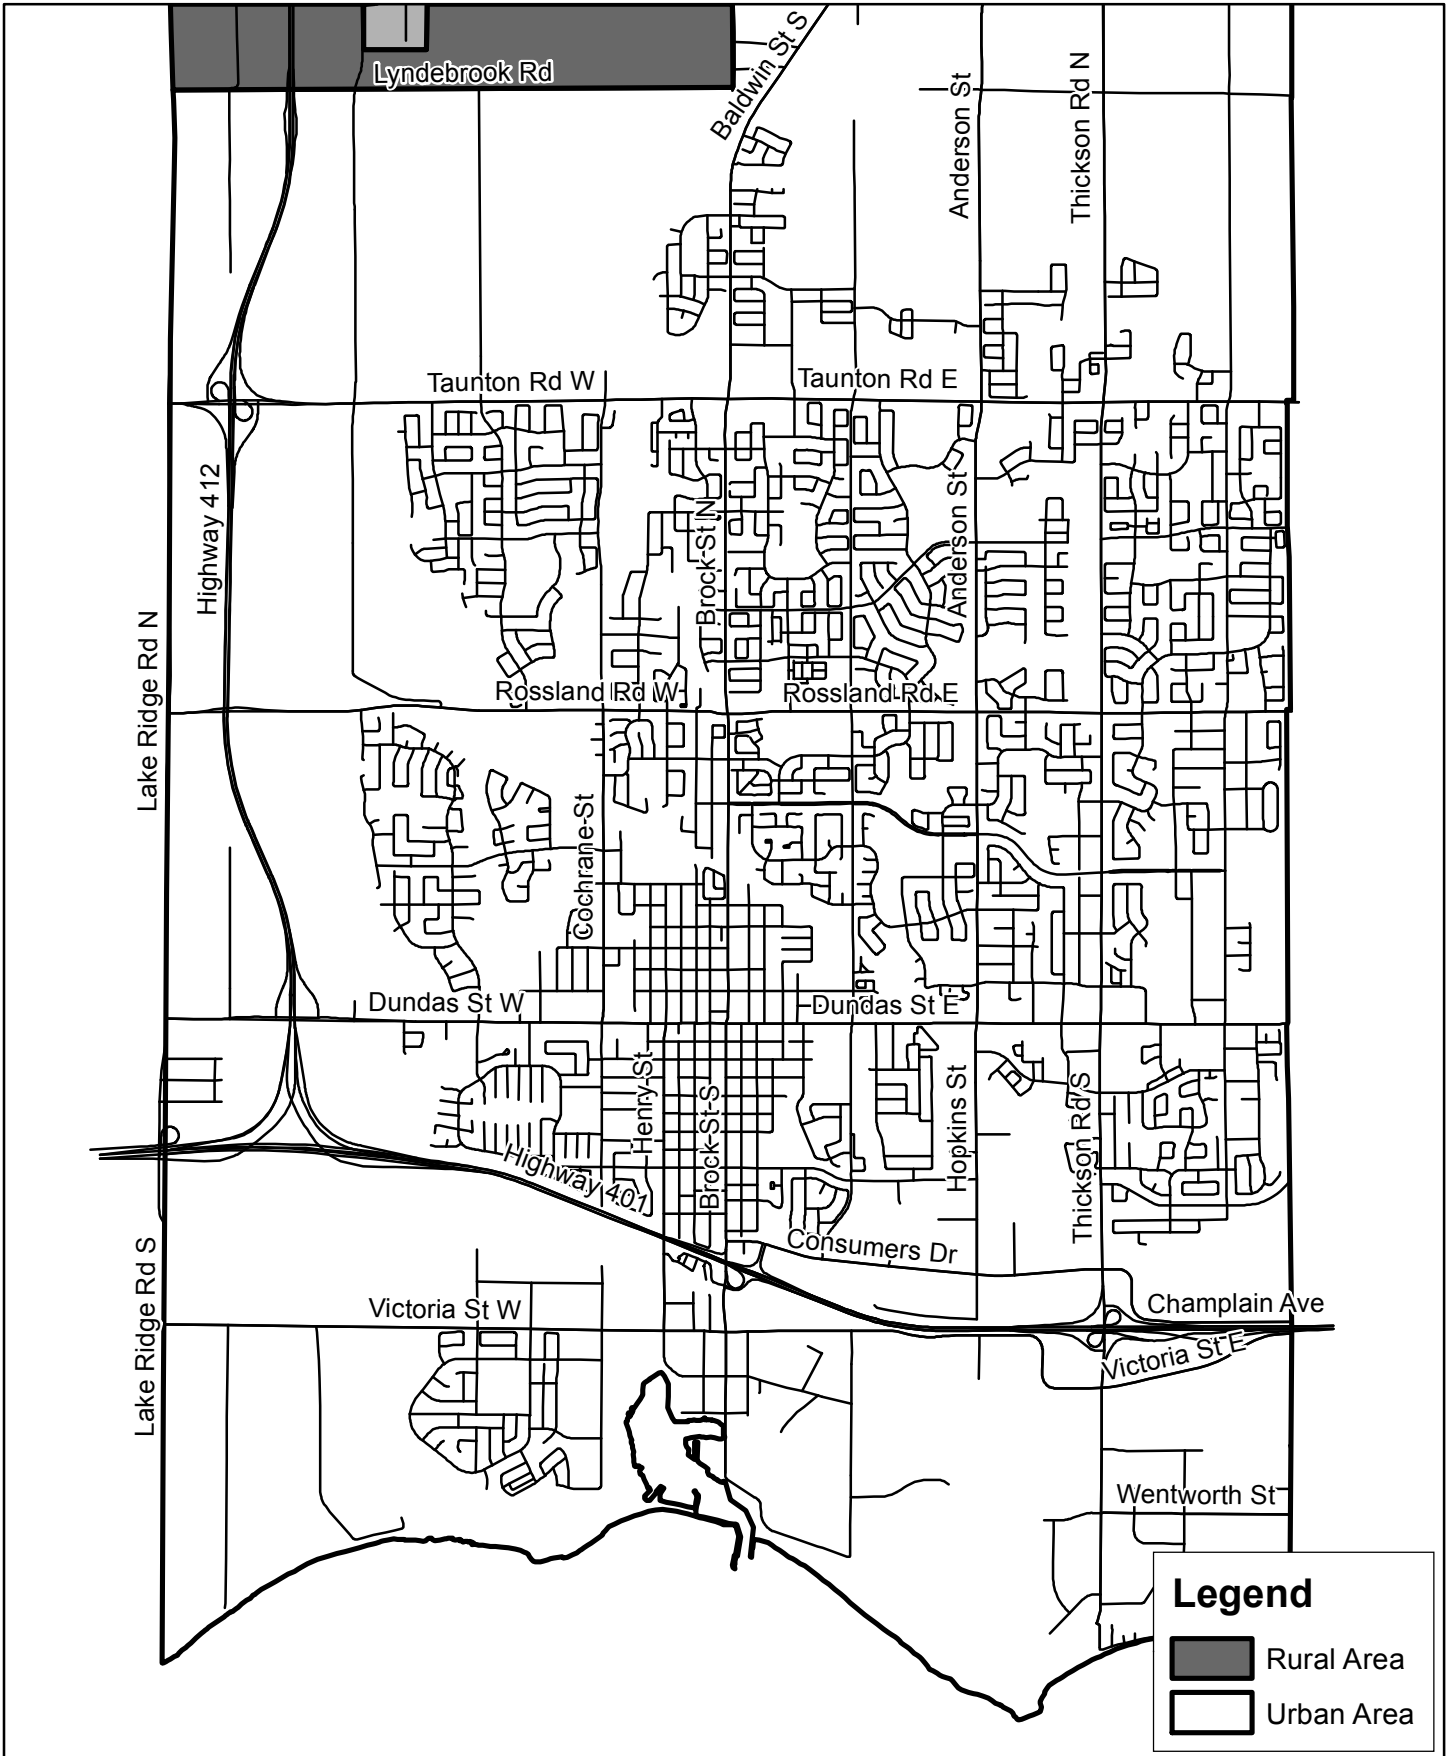 Lyndebrook Rd
Baldwin St S
Anderson St
Thickson Rd N
Taunton Rd W
Taunton Rd E
Highway 412
Brock St N
Anderson St
Lake Ridge Rd N
Rossland Rd W
Rossland Rd E
Cochrane St
Dundas St W
Dundas St E
Henry St
Brock St S
Hopkins St
Thickson Rd S
Highway 401
Consumers Dr
Lake Ridge Rd S
Victoria St W
Champlain Ave
Victoria St E
Wentworth St
Legend
Rural Area
Urban Area